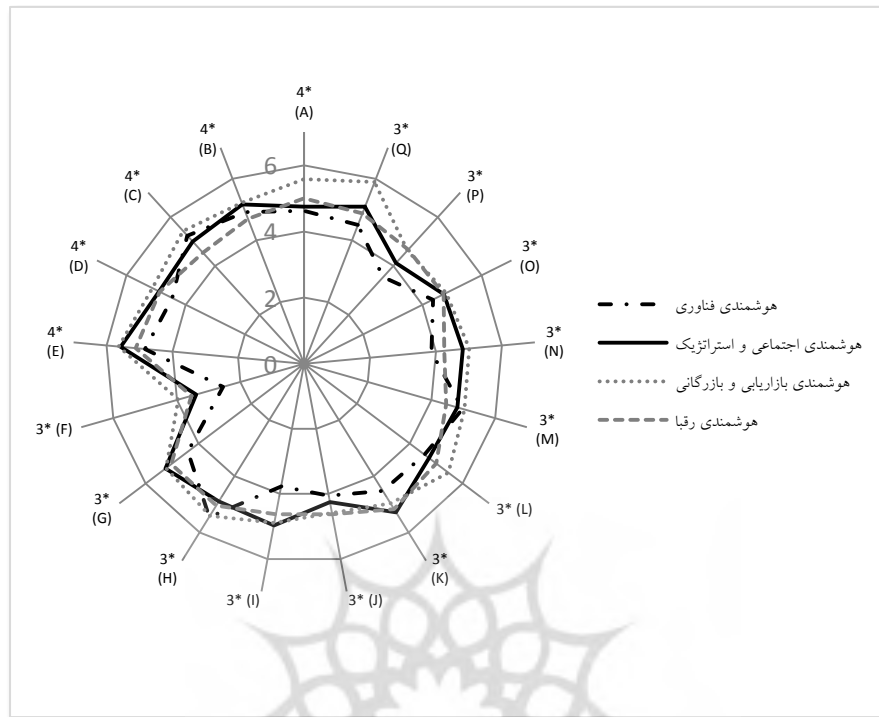 4*
(A)
3*
(Q)
3*
(P)
3*
(O)
3*
(N)
3*
(M)
3* (L)
3*
(K)
3* (J)
3* (I)
3*
(H)
3*
(G)
3* (F)
4*
(E)
4*
(D)
4*
(C)
4*
(B)
6
4
2
0
هوشمندی فناوری
هوشمندی اجتماعی و استراتژیک
هوشمندی بازاریابی و بازرگانی
هوشمندی رقبا